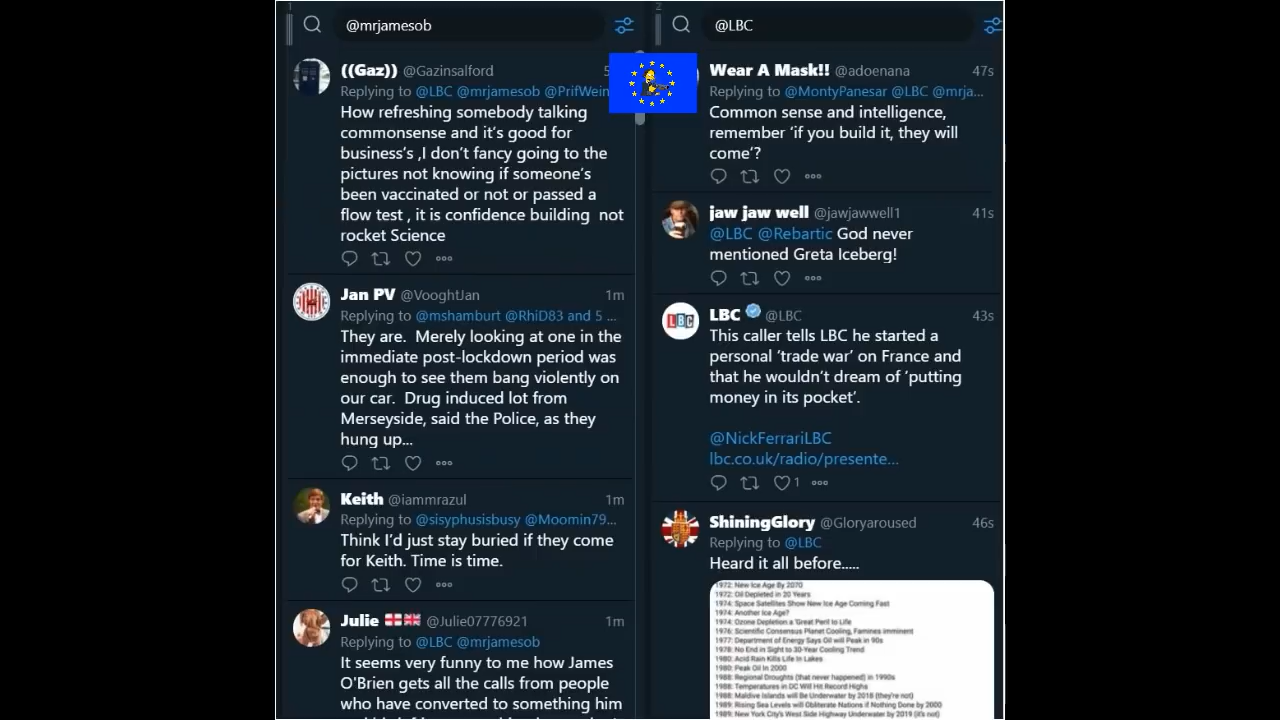 1
@mrjamesob
((Gaz)) @Gazinsalford
Replying to @LBC @mrjamesob @PrifWein
How refreshing somebody talking
commonsense and it's good for
business's ,I don't fancy going to the
pictures not knowing if someone's
been vaccinated or not or passed a
flow test , it is confidence building not
rocket Science
Jan PV @VooghtJan 1m
Replying to @mshamburt @RhiD83 and 5 ...
They are. Merely looking at one in the
immediate post-lockdown period was
enough to see them bang violently on
our car. Drug induced lot from
Merseyside, said the Police, as they
hung up...
Keith @iammrazul 1m
Replying to @sisyphusisbusy @Moomin79...
Think I'd just stay buried if they come
for Keith. Time is time.
Julie @Julie07776921 1m
Replying to @LBC @mrjamesob
It seems very funny to me how James
O'Brien gets all the calls from people
who have converted to something him
2
@LBC
Wear A Mask!! @adoenana 47s
Replying to @MontyPanesar @LBC @mrja...
Common sense and intelligence,
remember 'if you build it, they will
come'?
jaw jaw well @jawjawwell1 41s
@LBC @Rebartic God never
mentioned Greta Iceberg!
LBC @LBC 43s
LBC
This caller tells LBC he started a
personal 'trade war' on France and
that he wouldn't dream of 'putting
money in its pocket'.
@NickFerrariLBC
lbc.co.uk/radio/presente...
1
ShiningGlory @Gloryaroused 46s
Replying to @LBC
Heard it all before.....
1972: New Ice Age By 2070
1972: Oil Depleted in 20 Years
1974: Space Satellites Show New Ice Age Coming Fast
1974: Another Ice Age?
1974: Ozone Depletion a 'Great Peril to Life
1976: Scientific Consensus Planet Cooling, Famines imminent
1977: Department of Energy Says Oil will Peak in 90s
1978: No End in Sight to 30-Year Cooling Trend
1980: Acid Rain Kills Life In Lakes
1980: Peak Oil In 2000
1988: Regional Droughts (that never happened) in 1990s
1988: Temperatures in DC Will Hit Record Highs
1988: Maldive Islands will Be Underwater by 2018 (they're not)
1989: Rising Sea Levels will Obliterate Nations if Nothing Done by 2000
1989: New York City's West Side Highway Underwater by 2019 (it's not)